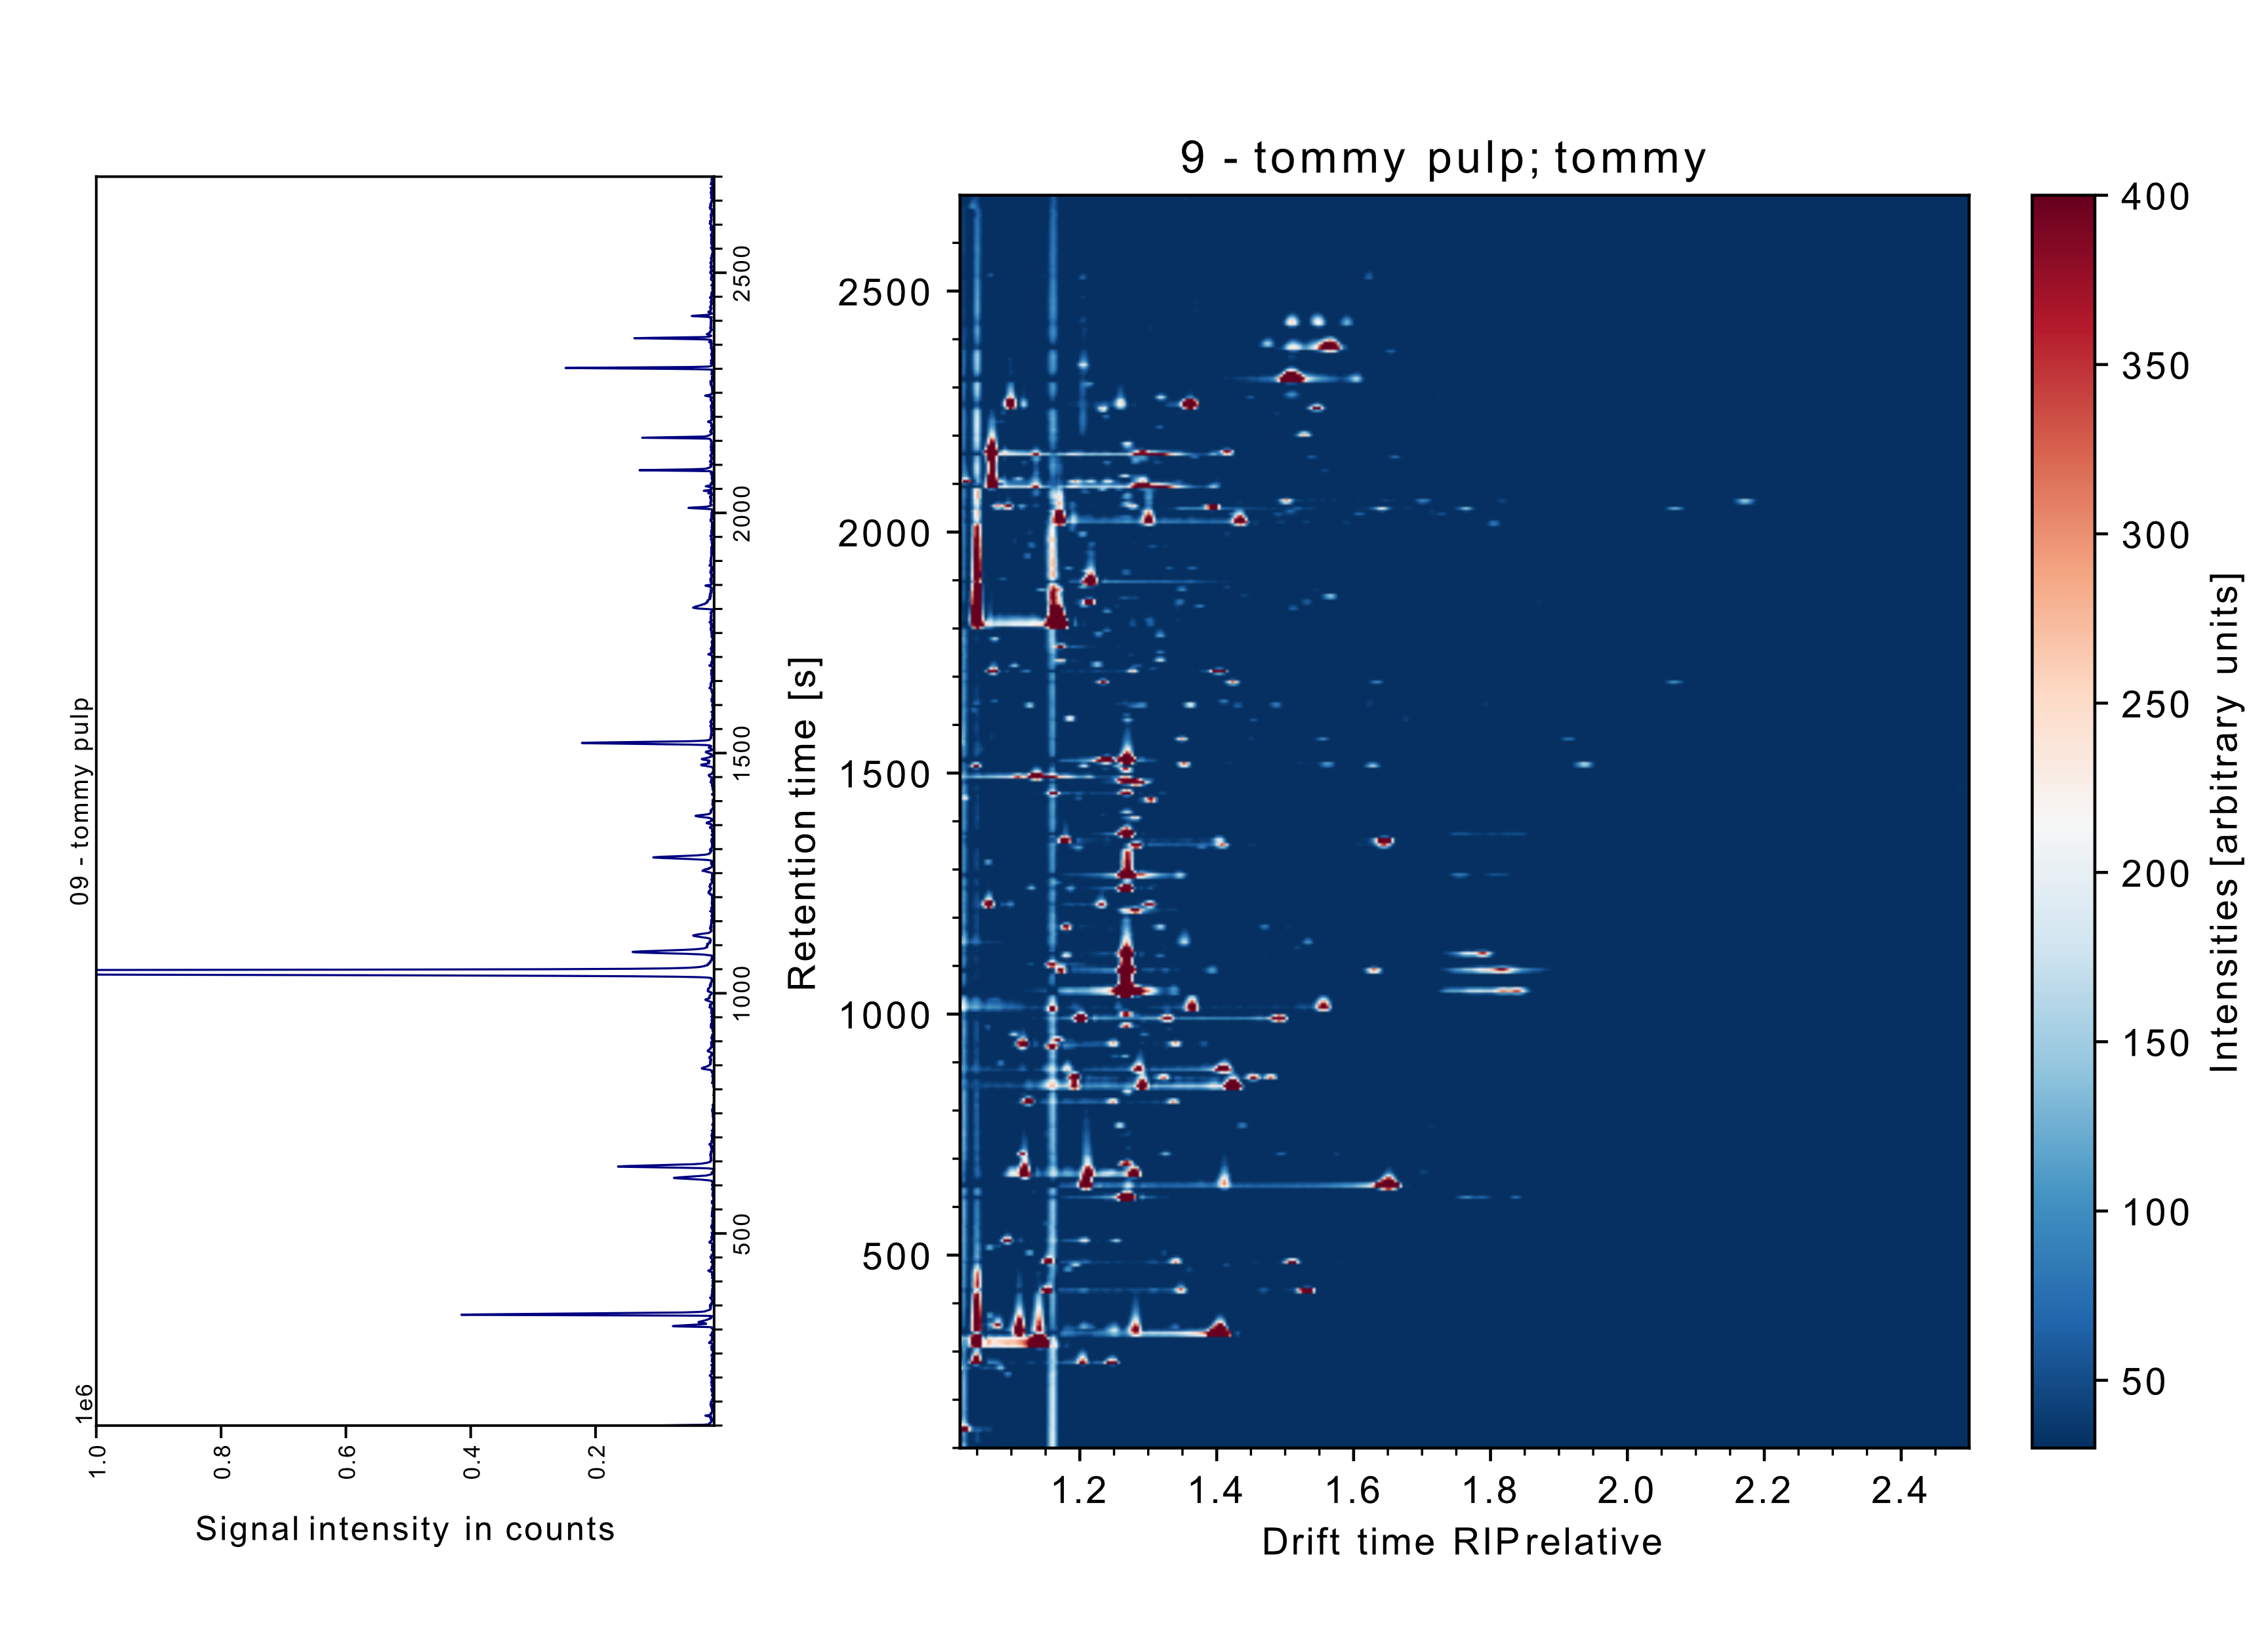 09 - tommy pulp
1e6
1.0
0.8
0.6
0.4
0.2
Signal intensity in counts
2500
2000
1500
1000
500
9 - tommy pulp; tommy
Retention time [s]
2500
2000
1500
1000
500
1.2 1.4 1.6 1.8 2.0 2.2 2.4
Drift time RIPrelative
400
350
300
250
200
150
100
50
Intensities [arbitrary units]